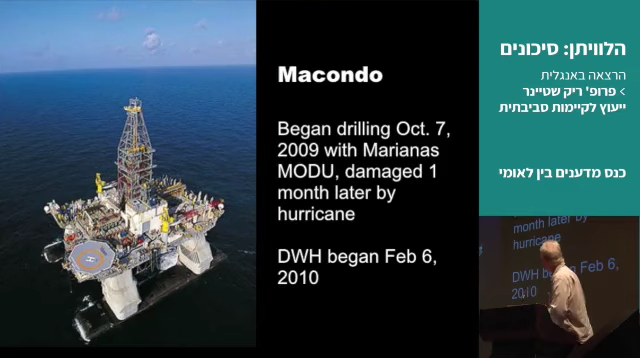 Macondo
Began drilling Oct. 7,
2009 with Marianas
MODU, damaged 1
month later by
hurricane
DWH began Feb 6,
2010
הלוויתן: סיכונים
הרצאה באנגלית
> פרופ' ריק שטיינר
ייעוץ לקיימות סביבתית
כנס מדענים בין לאומי
month later by
hurricane
DWH be n Feb 6,
2010
H